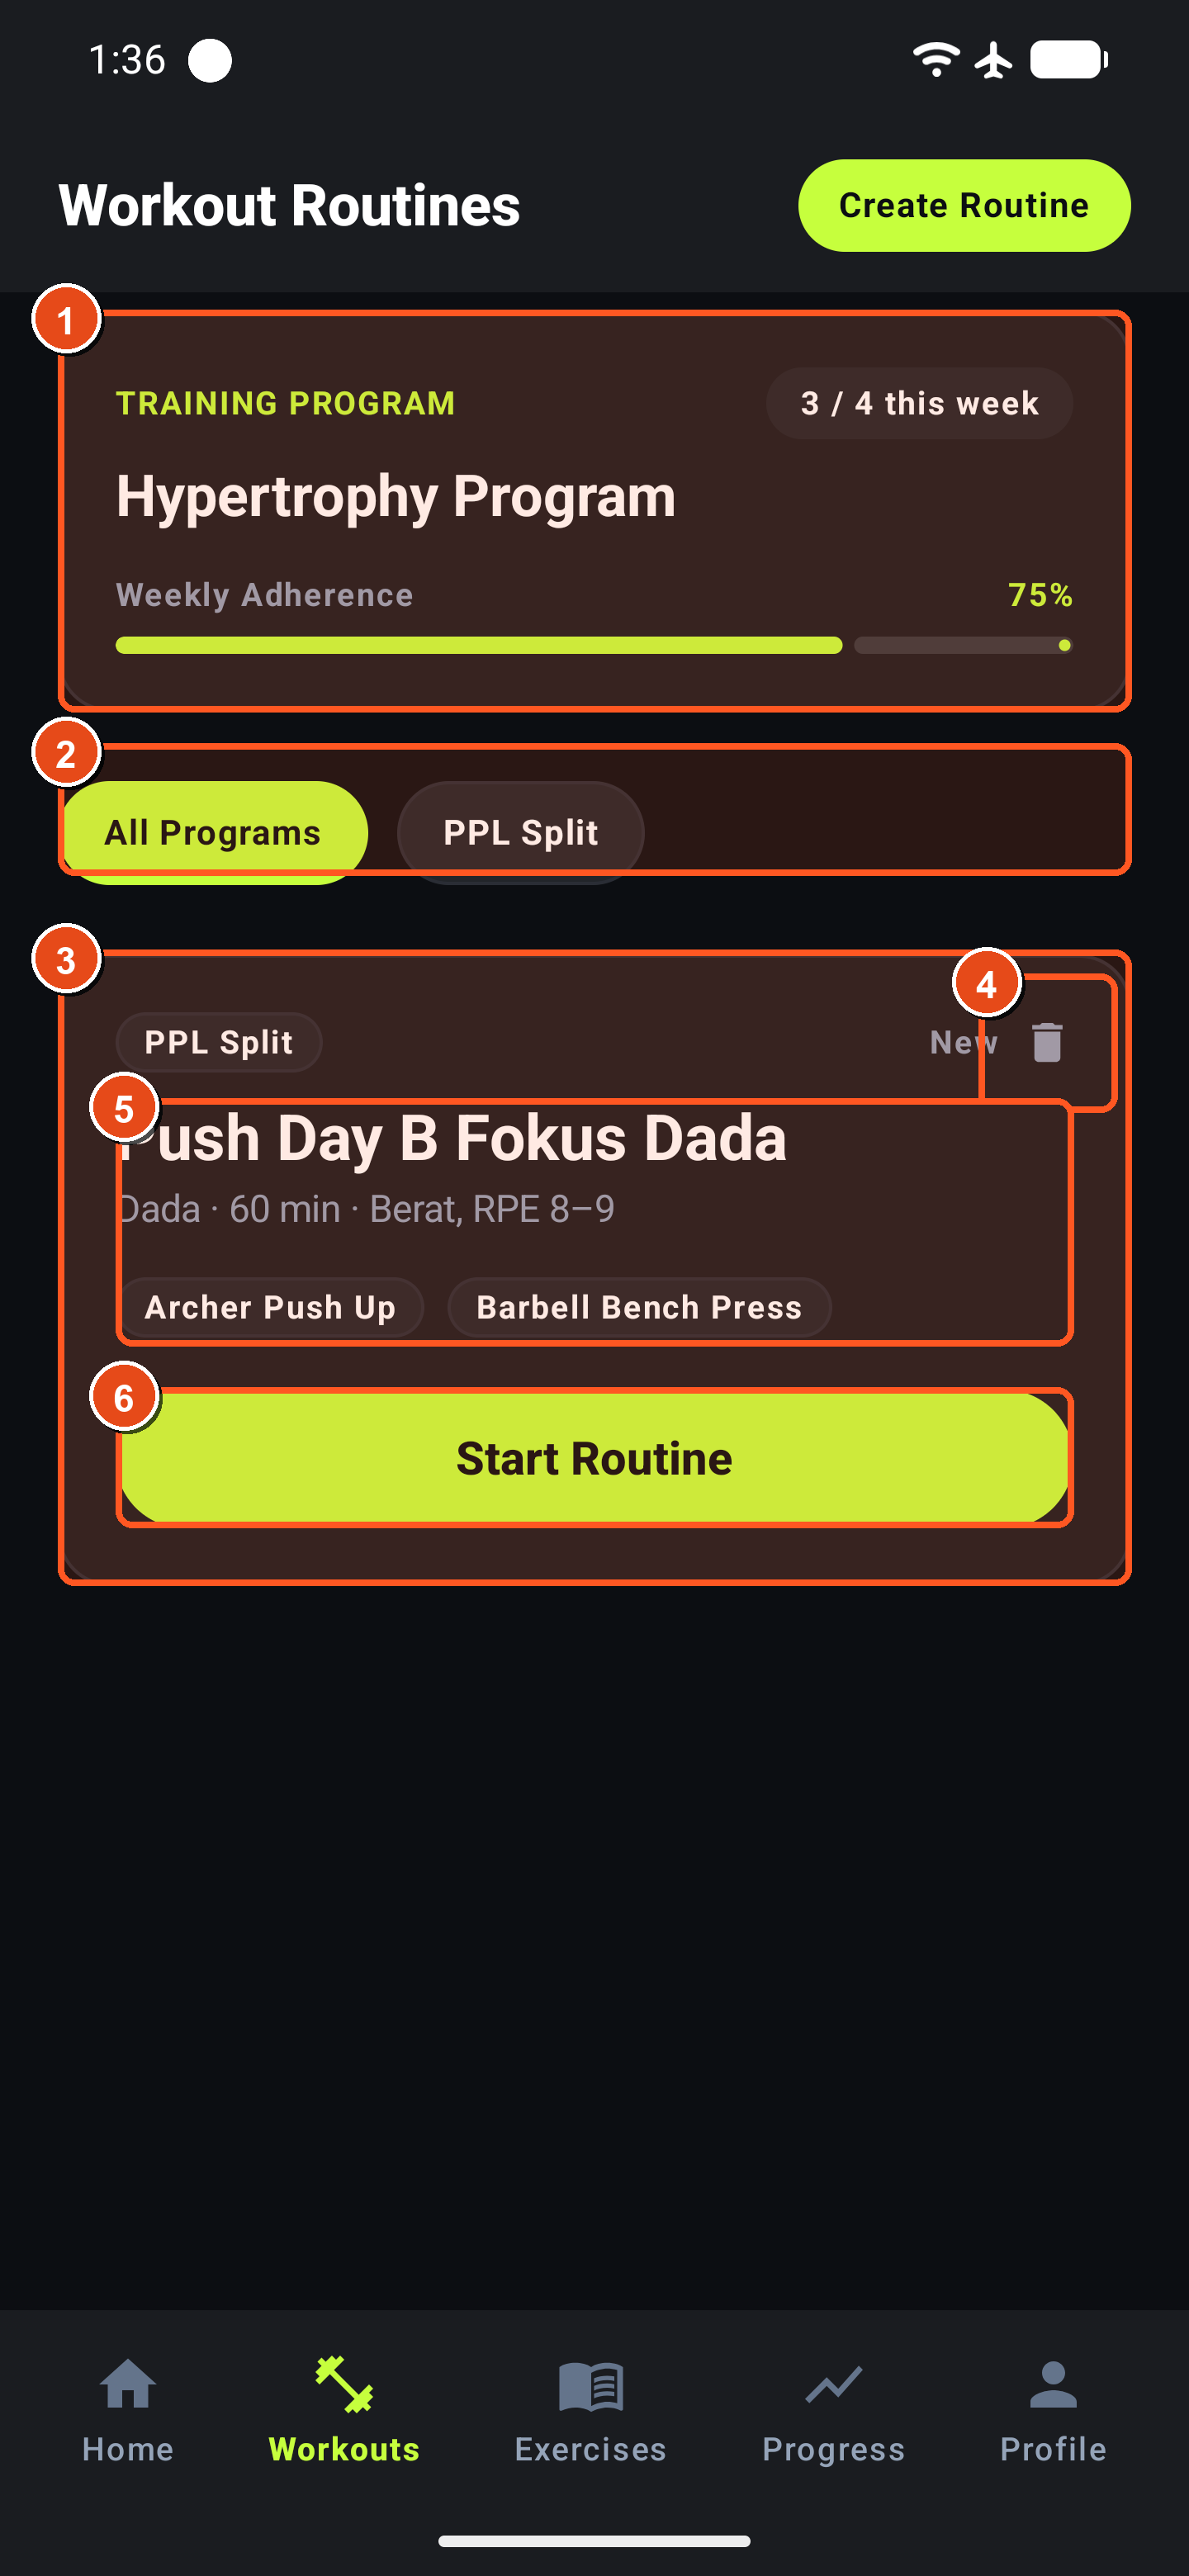 1:36
Workout Routines
Create Routine
1
TRAINING PROGRAM
3 / 4 this week
Hypertrophy Program
Weekly Adherence
75%
2
All Programs
PPL Split
3
4
PPL Split
New
5
Push Day B Fokus Dada
Dada · 60 min · Berat, RPE 8–9
Archer Push Up
Barbell Bench Press
6
Start Routine
Home
Workouts
Exercises
Progress
Profile